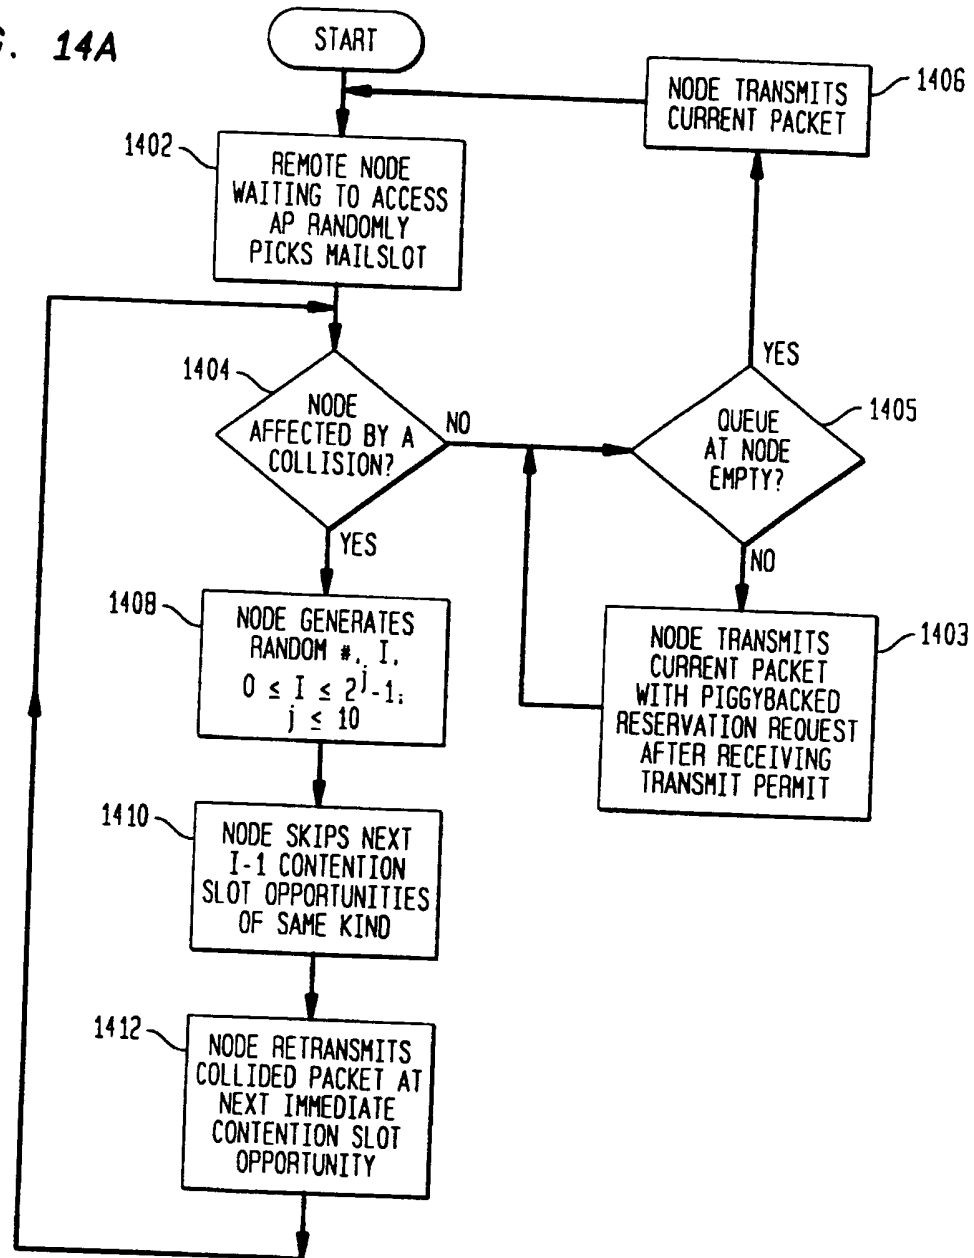 G. 14A
START
1406
NODE TRANSMITS
CURRENT PACKET
1402
REMOTE NODE
WAITING TO ACCESS
AP RANDOMLY
PICKS MAILSLOT
1404
NODE
AFFECTED BY A
COLLISION?
NO
YES
YES
1405
QUEUE
AT NODE
EMPTY?
NO
1403
NODE TRANSMITS
CURRENT PACKET
WITH PIGGYBACKED
RESERVATION REQUEST
AFTER RECEIVING
TRANSMIT PERMIT
1408
NODE GENERATES
RANDOM #, I,
0 ≤ I ≤ 2^j-1;
j ≤ 10
1410
NODE SKIPS NEXT
I-1 CONTENTION
SLOT OPPORTUNITIES
OF SAME KIND
1412
NODE RETRANSMITS
COLLIDED PACKET AT
NEXT IMMEDIATE
CONTENTION SLOT
OPPORTUNITY